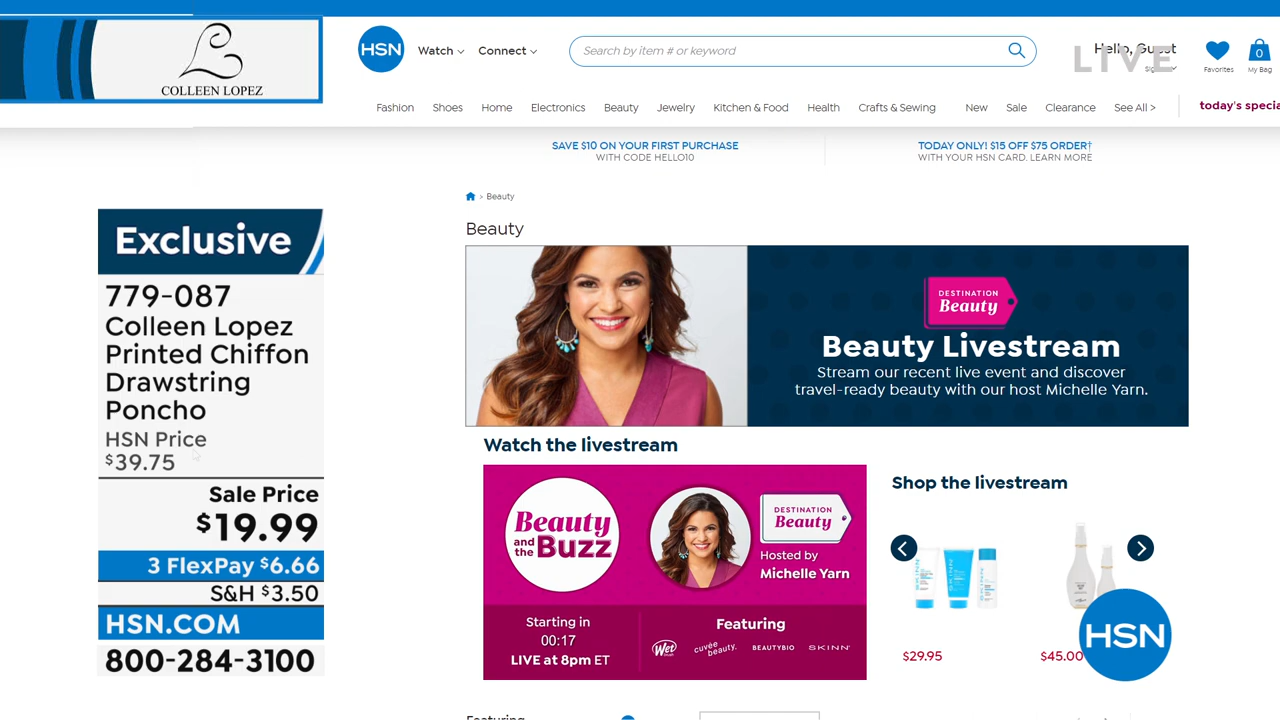 COLLEEN LOPEZ
HSN
Watch
Connect
Search by item # or keyword
Hello, Guest
LIVE
Favorites
0
My Bag
Fashion
Shoes
Home
Electronics
Beauty
Jewelry
Kitchen & Food
Health
Crafts & Sewing
New
Sale
Clearance
See All >
today's specia
SAVE $10 ON YOUR FIRST PURCHASE
WITH CODE HELLO10
TODAY ONLY! $15 OFF $75 ORDER†
WITH YOUR HSN CARD. LEARN MORE
> Beauty
Beauty
Exclusive
779-087
Colleen Lopez
Printed Chiffon
Drawstring
Poncho
HSN Price
$39.75
Sale Price
$19.99
3 FlexPay $6.66
S&H $3.50
HSN.COM
800-284-3100
DESTINATION
Beauty
Beauty Livestream
Stream our recent live event and discover
travel-ready beauty with our host Michelle Yarn.
Watch the livestream
Beauty
and the Buzz
DESTINATION
Beauty
Hosted by
Michelle Yarn
Starting in
00:17
LIVE at 8pm ET
Featuring
Wet
cuvée beauty.
BEAUTYBIO
SKINN
Shop the livestream
$29.95
$45.00
HSN
Featuring